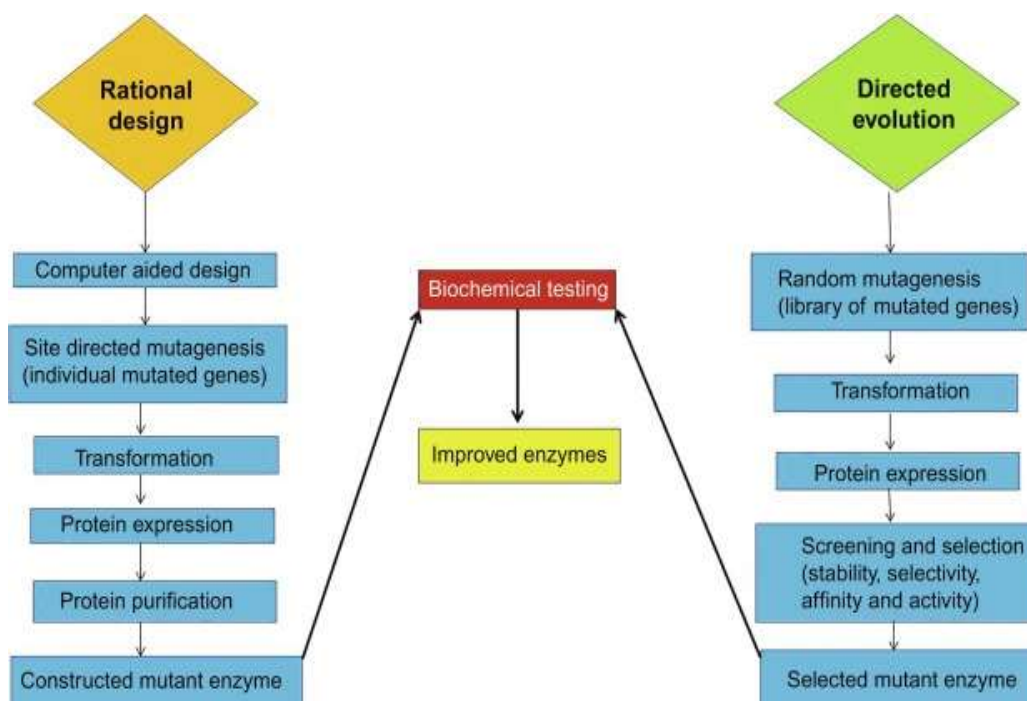 Rational
design
Computer aided design
Site directed mutagenesis
(individual mutated genes)
Transformation
Protein expression
Protein purification
Constructed mutant enzyme
Biochemical testing
Improved enzymes
Directed
evolution
Random mutagenesis
(library of mutated genes)
Transformation
Protein expression
Screening and selection
(stability, selectivity,
affinity and activity)
Selected mutant enzyme